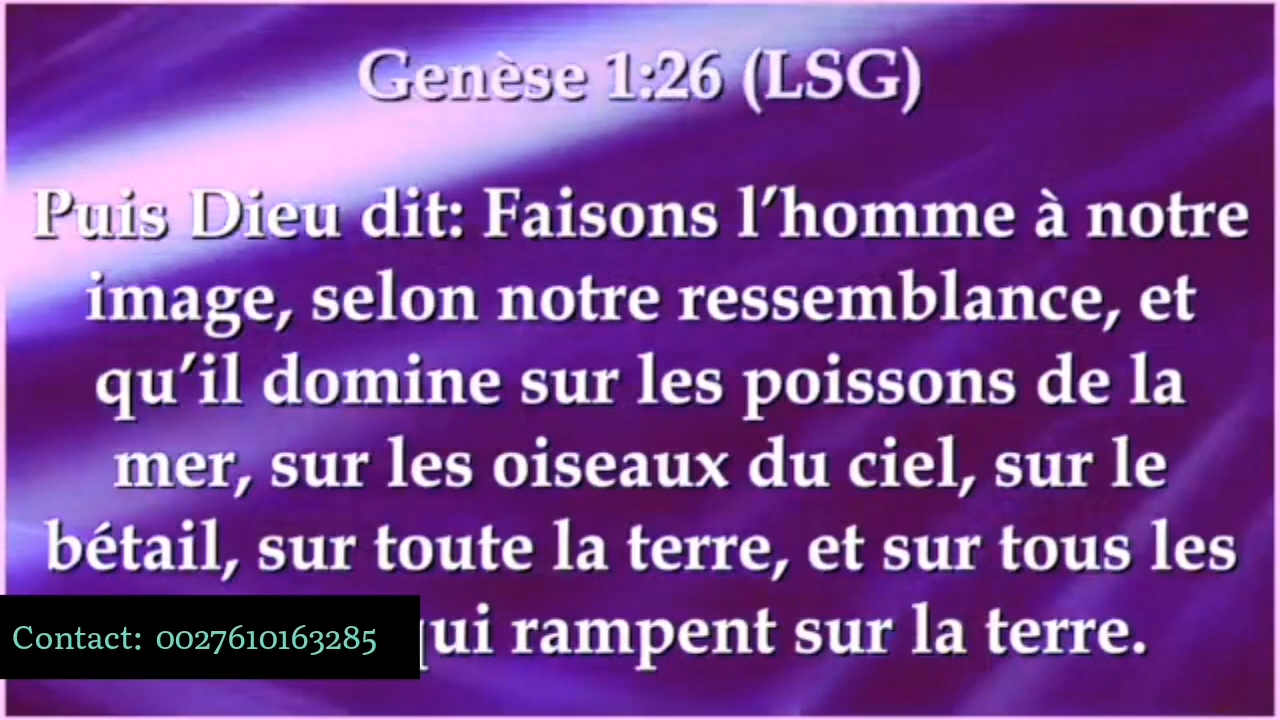 Genèse 1:26 (LSG)
Puis Dieu dit: Faisons l’homme à notre
image, selon notre ressemblance, et
qu’il domine sur les poissons de la
mer, sur les oiseaux du ciel, sur le
bétail, sur toute la terre, et sur tous les
qui rampent sur la terre.
Contact: 0027610163285